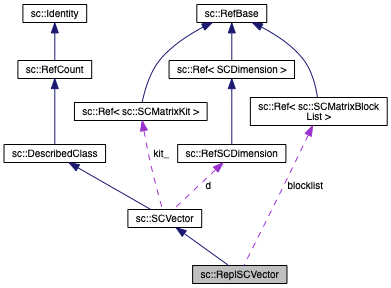 sc::Identity
sc::RefBase
sc::RefCount
sc::Ref< SCDimension >
sc::Ref< sc::SCMatrixKit >
sc::Ref< sc::SCMatrixBlock
List >
sc::DescribedClass
kit_
sc::RefSCDimension
d
blocklist
sc::SCVector
sc::ReplSCVector